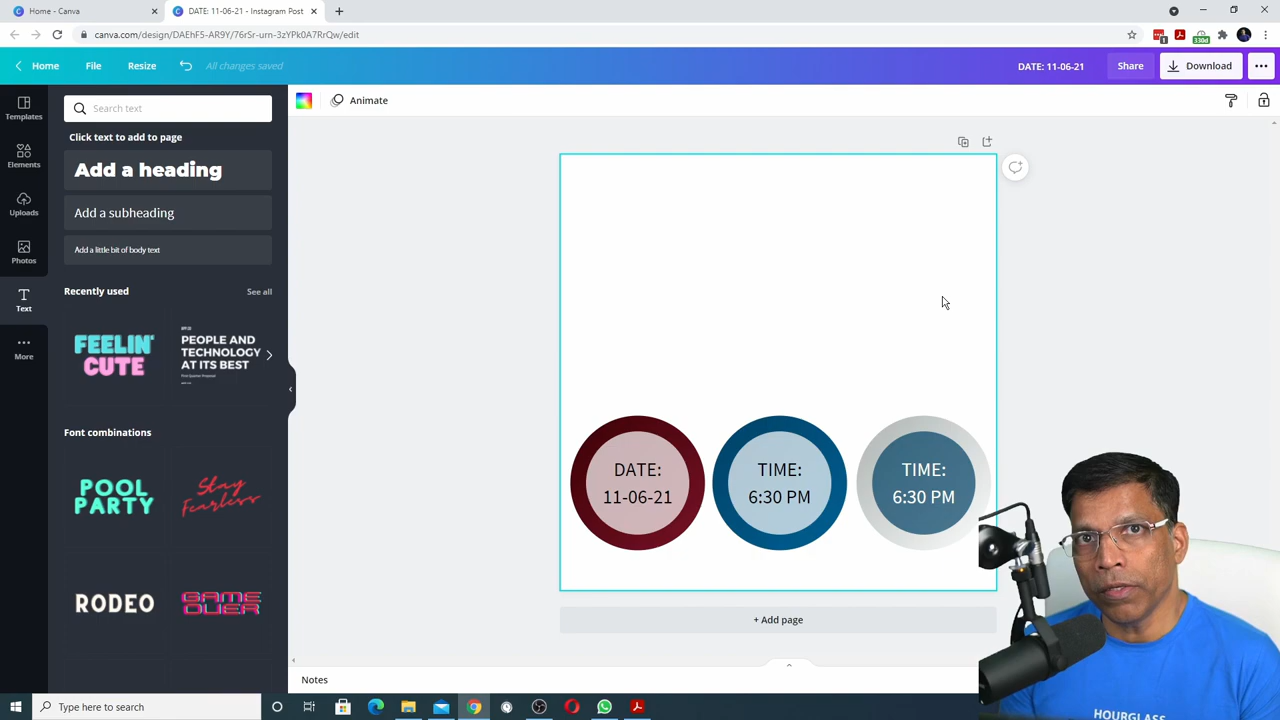 Home - Canva
DATE: 11-06-21 - Instagram Post
canva.com/design/DAEhF5-AR9Y/76rSr-urn-3zYPk0A7RrQw/edit
330d
Home
File
Resize
All changes saved
DATE: 11-06-21
Share
Download
Templates
Elements
Uploads
Photos
Text
More
Search text
Click text to add to page
Add a heading
Add a subheading
Add a little bit of body text
Recently used
See all
FEELIN'
CUTE
PEOPLE AND
TECHNOLOGY
AT ITS BEST
Font combinations
POOL
PARTY
Stay
Fearless
RODEO
GAME
OVER
Animate
DATE:
11-06-21
TIME:
6:30 PM
TIME:
6:30 PM
+ Add page
Notes
HOURGLASS
Type here to search